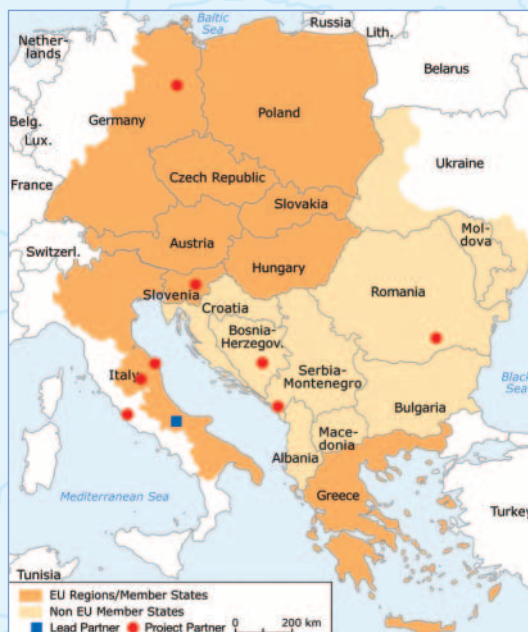 Baltic
Sea
Russia
Lith.
Nether-
lands
Belarus
Belg.
Lux.
Germany
Poland
Ukraine
Czech Republic
France
Slovakia
Austria
Mol-
dova
Switzerl.
Hungary
Romania
Slovenia
Croatia
Bosnia-
Herzegov.
Serbia-
Montenegro
Italy
Black
Sea
Bulgaria
Mace-
donia
Albania
Mediterranean Sea
Greece
Turkey
Tunisia
EU Regions/Member States
Non EU Member States
Lead Partner
Project Partner
0 200 km